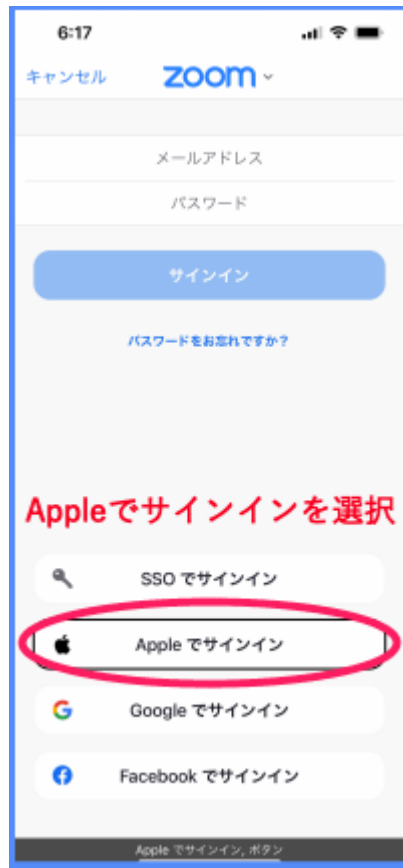 6:17
キャンセル zoom
メールアドレス
パスワード
サインイン
パスワードをお忘れですか?
Appleでサインインを選択
SSO でサインイン
Apple でサインイン
G Google でサインイン
f Facebook でサインイン
Apple でサインイン, ボタン